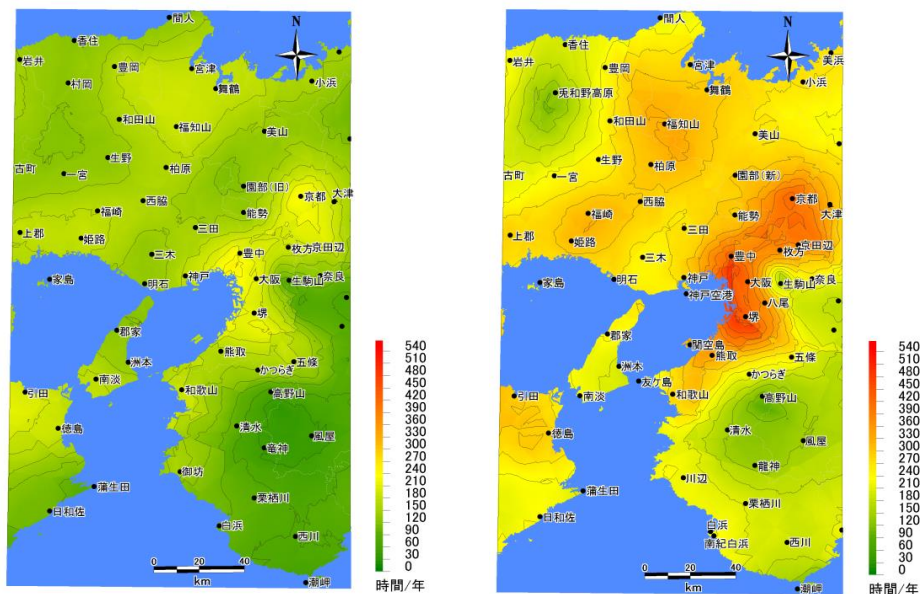 間人
N
香住
岩井
豊岡
宮津
小浜
村岡
舞鶴
和田山
福知山
美山
生野
古町
一宮
柏原
園部(旧)
京都
大津
西脇
福崎
能勢
三田
上郡
姫路
枚方
京田辺
三木
豊中
家島
明石
神戸
大阪
生駒山
奈良
堺
郡家
熊取
洲本
五條
かつらぎ
南淡
引田
和歌山
高野山
徳島
清水
風屋
竜神
御坊
蒲生田
栗栖川
日和佐
白浜
西川
潮岬
0 20 40
km
540
510
480
450
420
390
360
330
300
270
240
210
180
150
120
90
60
30
0
時間/年
間人
N
香住
岩井
豊岡
宮津
美浜
小浜
兎和野高原
舞鶴
和田山
福知山
美山
生野
古町
一宮
柏原
園部(新)
西脇
京都
大津
福崎
能勢
三田
上郡
姫路
京田辺
枚方
三木
豊中
家島
明石
神戸
大阪
生駒山
奈良
神戸空港
八尾
堺
郡家
関空島
熊取
洲本
五條
友ケ島
かつらぎ
南淡
引田
和歌山
高野山
徳島
清水
風屋
龍神
川辺
蒲生田
栗栖川
日和佐
白浜
南紀白浜
西川
潮岬
0 20 40
km
540
510
480
450
420
390
360
330
300
270
240
210
180
150
120
90
60
30
0
時間/年